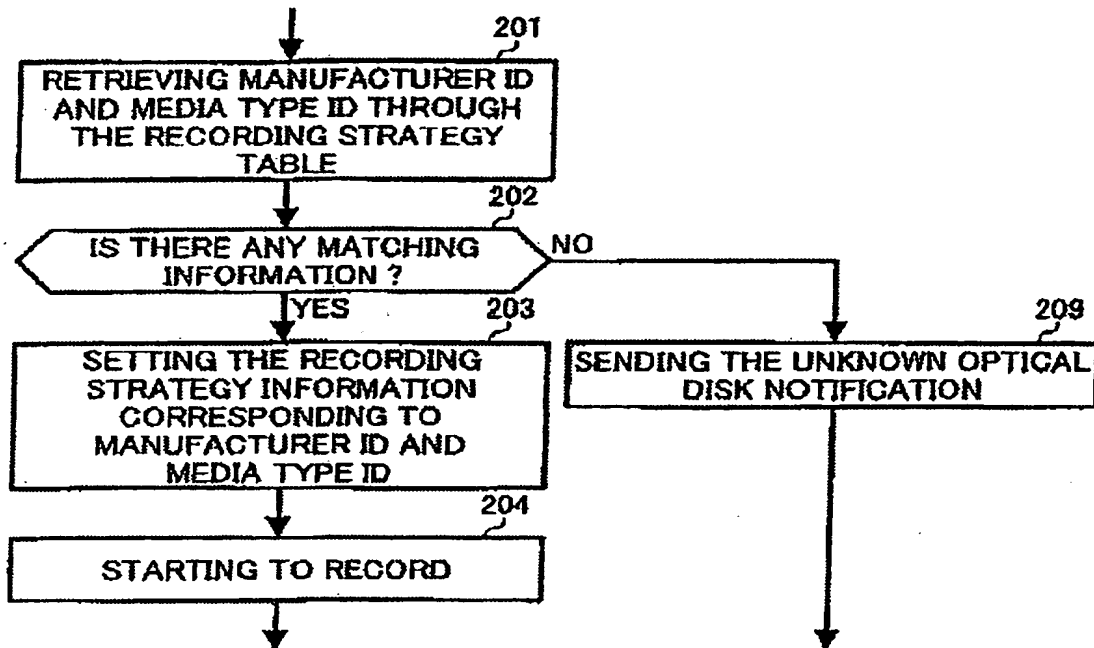 201
RETRIEVING MANUFACTURER ID
AND MEDIA TYPE ID THROUGH
THE RECORDING STRATEGY
TABLE
202
IS THERE ANY MATCHING
INFORMATION ?
NO
YES
203
SETTING THE RECORDING
STRATEGY INFORMATION
CORRESPONDING TO
MANUFACTURER ID AND
MEDIA TYPE ID
209
SENDING THE UNKNOWN OPTICAL
DISK NOTIFICATION
204
STARTING TO RECORD